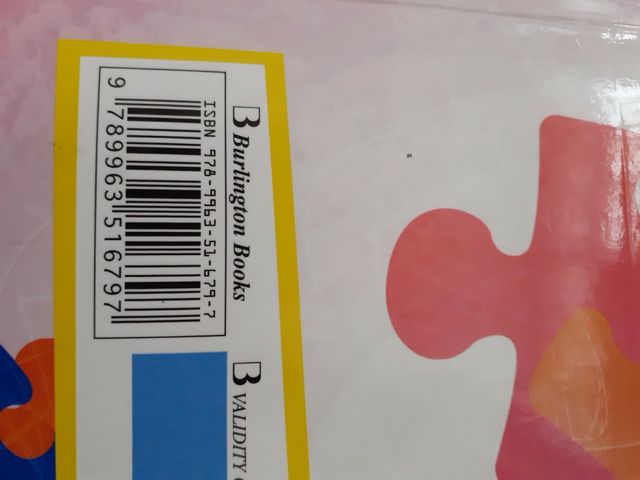 Burlington Books
ISBN 978-9963-51-679-7
9 789963 516797
VALIDITY